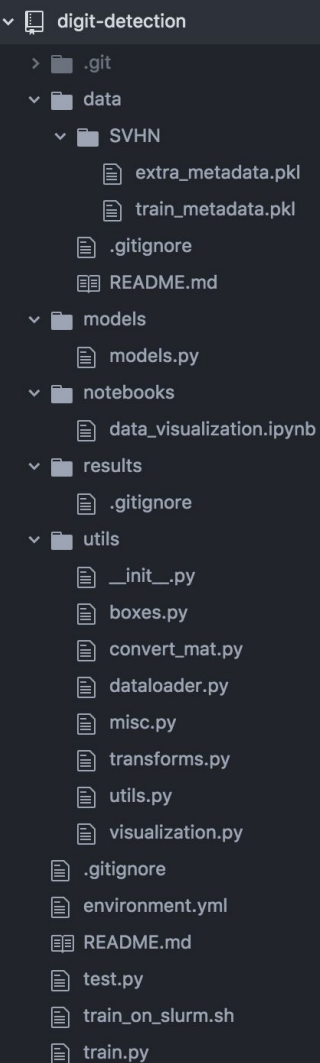 digit-detection
.git
data
SVHN
extra_metadata.pkl
train_metadata.pkl
.gitignore
README.md
models
models.py
notebooks
data_visualization.ipynb
results
.gitignore
utils
__init__.py
boxes.py
convert_mat.py
dataloader.py
misc.py
transforms.py
utils.py
visualization.py
.gitignore
environment.yml
README.md
test.py
train_on_slurm.sh
train.py